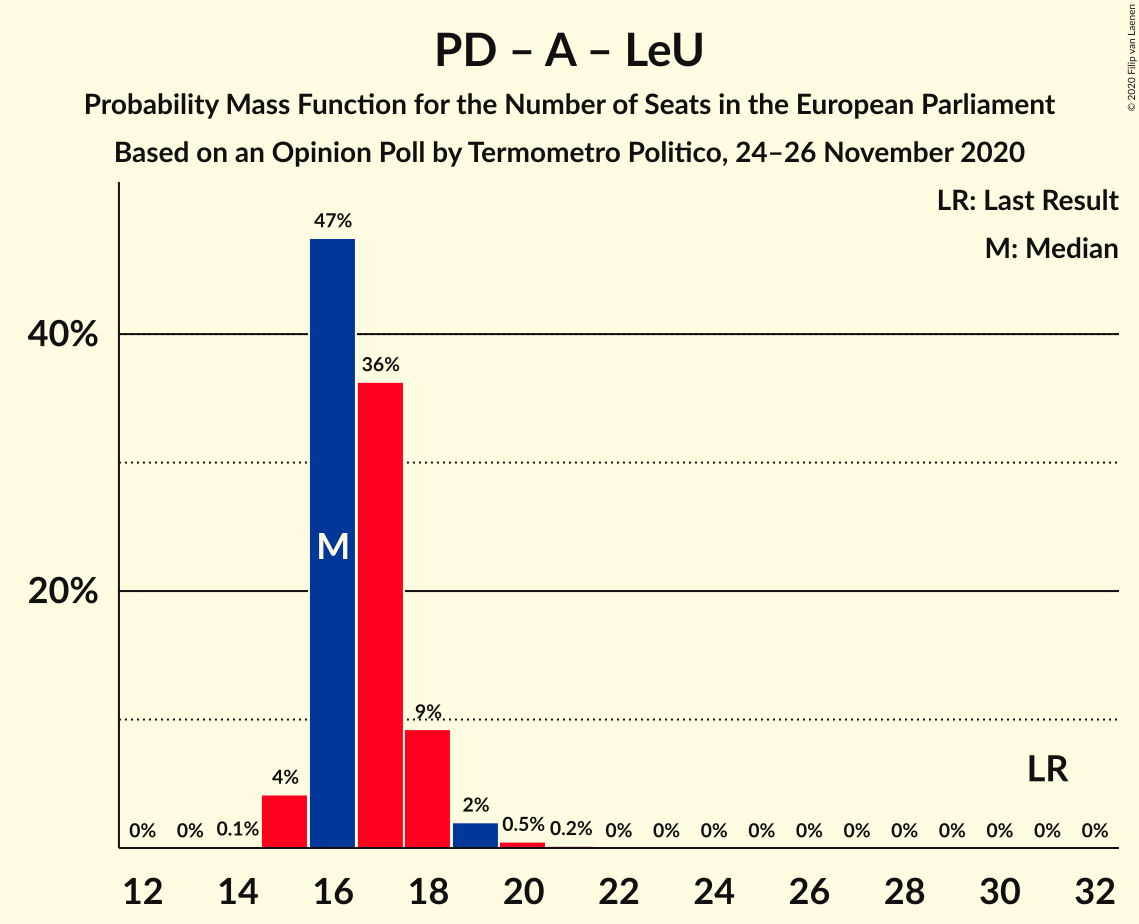 PD – A – LeU
Probability Mass Function for the Number of Seats in the European Parliament
Based on an Opinion Poll by Termometro Politico, 24–26 November 2020
© 2020 Filip van Laenen
LR: Last Result
M: Median
47%
40%
36%
M
20%
9%
LR
4%
2%
0% 0% 0.1% 0.5% 0.2% 0% 0% 0% 0% 0% 0% 0% 0% 0% 0% 0%
12 14 16 18 20 22 24 26 28 30 32